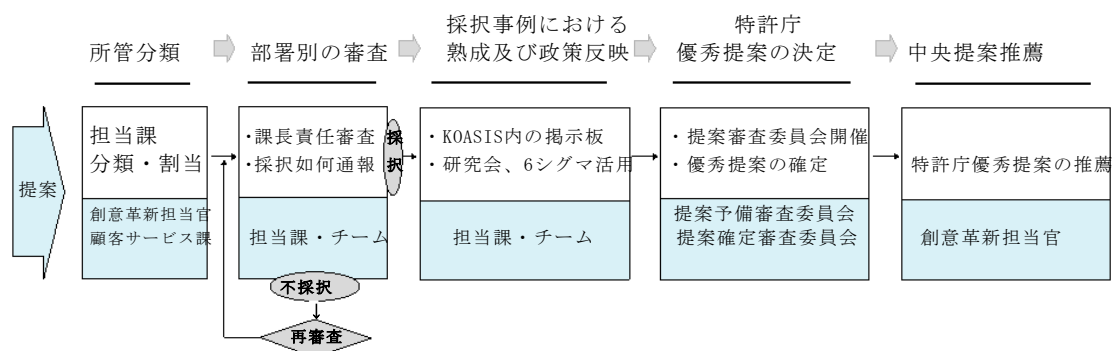 所管分類
部署別の審査
採択事例における
熟成及び政策反映
特許庁
優秀提案の決定
中央提案推薦
提案
担当課
分類・割当
創意革新担当官
顧客サービス課
・課長責任審査
・採択如何通報
担当課・チーム
採
択
不採択
再審査
・KOASIS内の掲示板
・研究会、6シグマ活用
担当課・チーム
・提案審査委員会開催
・優秀提案の確定
提案予備審査委員会
提案確定審査委員会
特許庁優秀提案の推薦
創意革新担当官